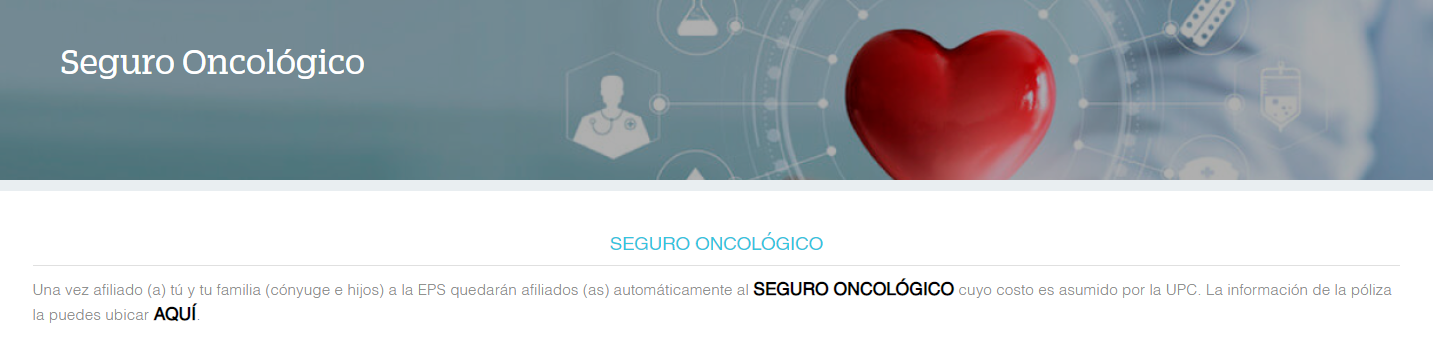 Seguro Oncológico
SEGURO ONCOLÓGICO
Una vez afiliado (a) tú y tu familia (cónyuge e hijos) a la EPS quedarán afiliados (as) automáticamente al SEGURO ONCOLÓGICO cuyo costo es asumido por la UPC. La información de la póliza
la puedes ubicar AQUÍ.